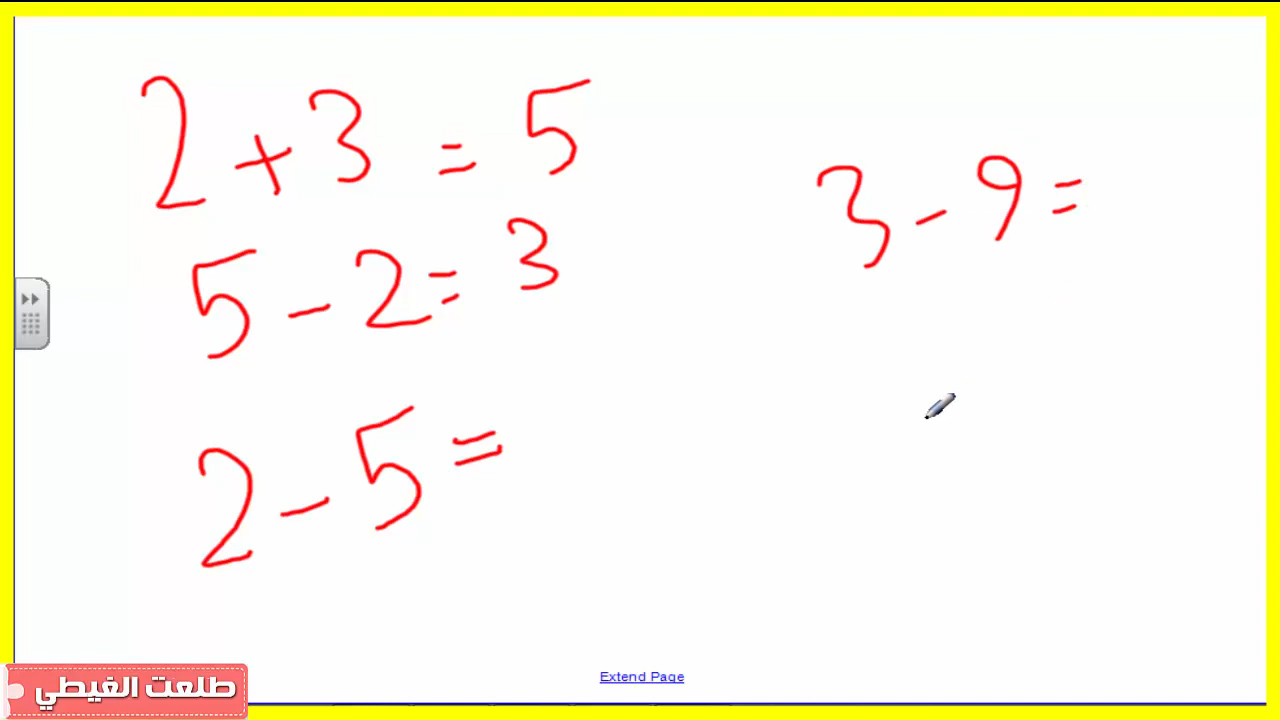 2 + 3 = 5
5 - 2 = 3
2 - 5 =
3 - 9 =
Extend Page
طلعت الغيطي